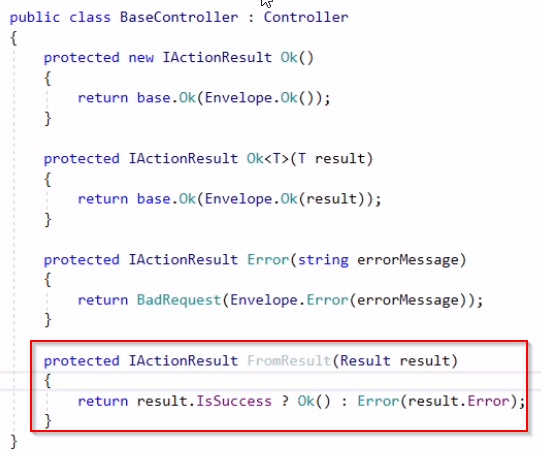 public class BaseController : Controller
{
    protected new IActionResult Ok()
    {
        return base.Ok(Envelope.Ok());
    }

    protected IActionResult Ok<T>(T result)
    {
        return base.Ok(Envelope.Ok(result));
    }

    protected IActionResult Error(string errorMessage)
    {
        return BadRequest(Envelope.Error(errorMessage));
    }

    protected IActionResult FromResult(Result result)
    {
        return result.IsSuccess ? Ok() : Error(result.Error);
    }
}